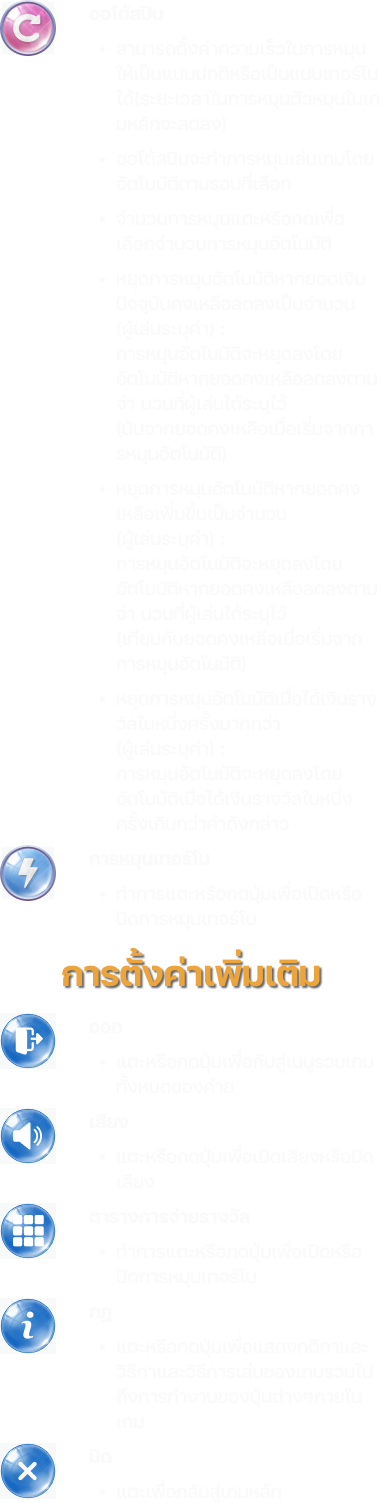 ออโต้สปิน
• สามารถตั้งค่าความเร็วในการหมุน
ให้เป็นแบบปกติหรือเป็นแบบเทอร์โบ
ได้(ระยะเวลาในการหมุนตัวหมุนในเก
มหลักจะลดลง)
• ออโต้สปินจะทำการหมุนเล่นเกมโดย
อัตโนมัติตามรอบที่เลือก
• จำนวนการหมุนแตะหรือกดเพื่อ
เลือกจำนวนการหมุนอัตโนมัติ
• หยุดการหมุนอัตโนมัติหากยอดเงิน
ปัจจุบันคงเหลือลดลงเป็นจำนวน
(ผู้เล่นระบุค่า) :
การหมุนอัตโนมัติจะหยุดลงโดย
อัตโนมัติหากยอดคงเหลือลดลงตาม
จำ นวนที่ผู้เล่นได้ระบุไว้
(นับจากยอดคงเหลือเมื่อเริ่มจากกา
รหมุนอัตโนมัติ)
• หยุดการหมุนอัตโนมัติหากยอดคง
เหลือเพิ่มขึ้นเป็นจำนวน
(ผู้เล่นระบุค่า) :
การหมุนอัตโนมัติจะหยุดลงโดย
อัตโนมัติหากยอดคงเหลือลดลงตาม
จำ นวนที่ผู้เล่นได้ระบุไว้
(เทียบกับยอดคงเหลือเมื่อเริ่มจาก
การหมุนอัตโนมัติ)
• หยุดการหมุนอัตโนมัติเมื่อได้เงินราง
วัลในหนึ่งครั้งมากกว่า
(ผู้เล่นระบุค่า) :
การหมุนอัตโนมัติจะหยุดลงโดย
อัตโนมัติเมื่อได้เงินรางวัลในหนึ่ง
ครั้งเกินกว่าค่าดังกล่าว
การหมุนเทอร์โบ
• ทำการแตะหรือกดปุ่มเพื่อเปิดหรือ
ปิดการหมุนเทอร์โบ
การตั้งค่าเพิ่มเติม
ออก
• แตะหรือกดปุ่มเพื่อกลับสู่เมนูรวมเกม
ทั้งหมดของค่าย
เสียง
• แตะหรือกดปุ่มเพื่อเปิดเสียงหรือปิด
เสียง
ตารางการจ่ายรางวัล
• ทำการแตะหรือกดปุ่มเพื่อเปิดหรือ
ปิดการหมุนเทอร์โบ
กฎ
• แตะหรือกดปุ่มเพื่อแสดงกติกาและ
วิธีกาและวิธีการเล่นของเกมรวมไป
ถึงการทำงานของปุ่มต่างๆภายใน
เกม
ปิด
• แตะเพื่อกลับสู่เกมหลัก